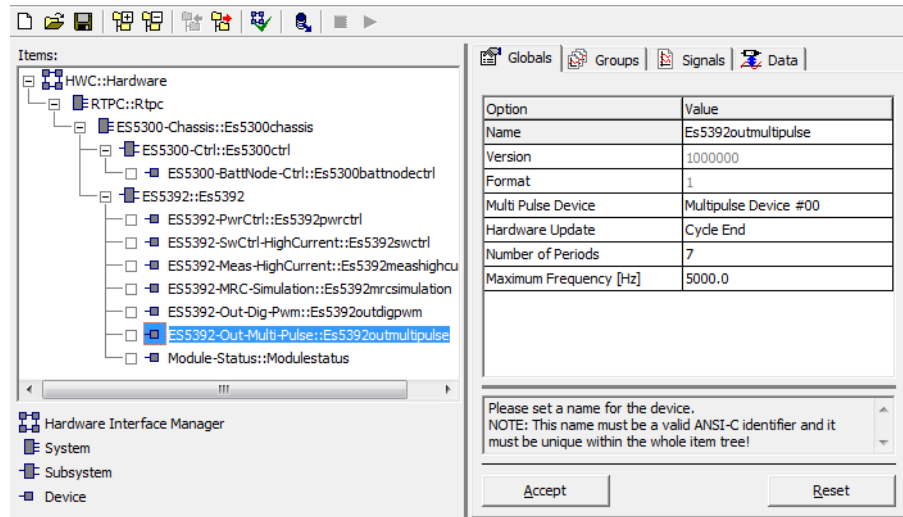 Items:
HWC::Hardware
RTPC::Rtpc
ES5300-Chassis::Es5300chassis
ES5300-Ctrl::Es5300ctrl
ES5300-BattNode-Ctrl::Es5300battnodectrl
ES5392::Es5392
ES5392-PwrCtrl::Es5392pwrctrl
ES5392-SwCtrl-HighCurrent::Es5392swctrl
ES5392-Meas-HighCurrent::Es5392meashighcu
ES5392-MRC-Simulation::Es5392mrcsimulation
ES5392-Out-Dig-Pwm::Es5392outdigpwm
ES5392-Out-Multi-Pulse::Es5392outmultipulse
Module-Status::Modulestatus
Hardware Interface Manager
System
Subsystem
Device
Globals Groups Signals Data
Option Value
Name Es5392outmultipulse
Version 1000000
Format 1
Multi Pulse Device Multipulse Device #00
Hardware Update Cycle End
Number of Periods 7
Maximum Frequency [Hz] 5000.0
Please set a name for the device.
NOTE: This name must be a valid ANSI-C identifier and it
must be unique within the whole item tree!
Accept Reset